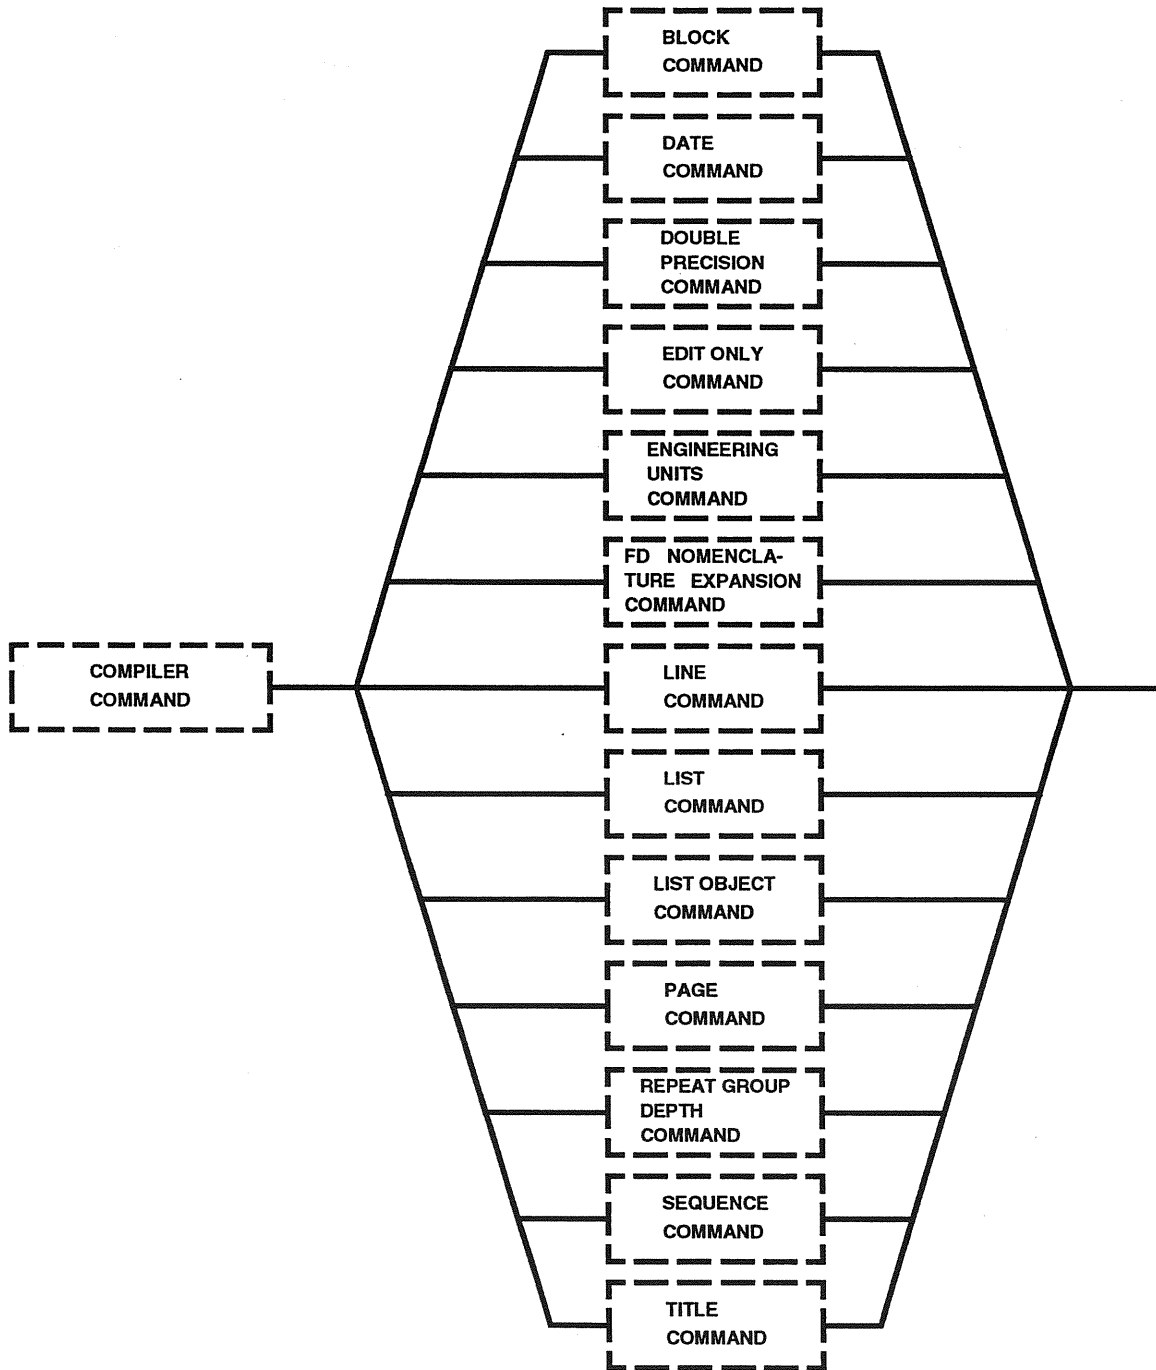 BLOCK
COMMAND
DATE
COMMAND
DOUBLE
PRECISION
COMMAND
EDIT ONLY
COMMAND
ENGINEERING
UNITS
COMMAND
FD NOMENCLA-
TURE EXPANSION
COMMAND
COMPILER
COMMAND
LINE
COMMAND
LIST
COMMAND
LIST OBJECT
COMMAND
PAGE
COMMAND
REPEAT GROUP
DEPTH
COMMAND
SEQUENCE
COMMAND
TITLE
COMMAND